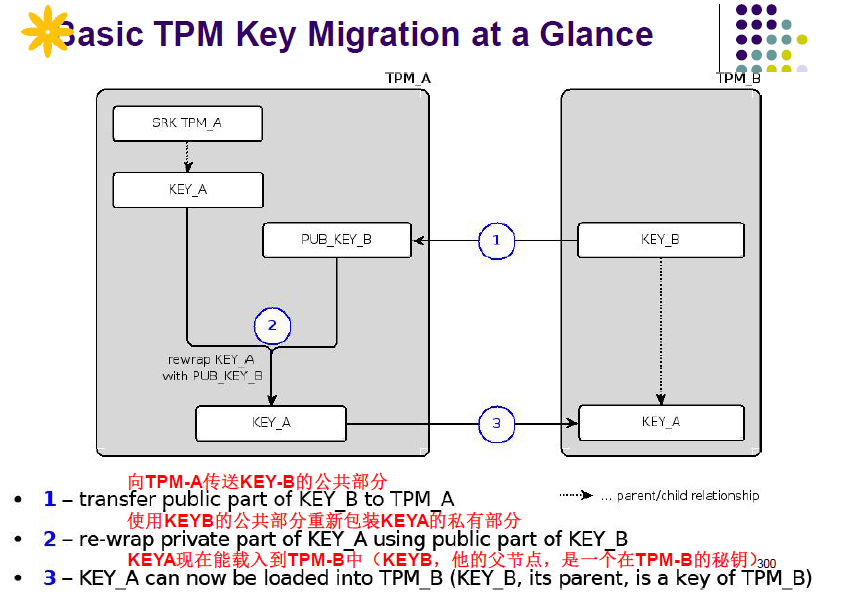 Basic TPM Key Migration at a Glance
TPM_A
TPM_B
SRK TPM_A
KEY_A
PUB_KEY_B
1
KEY_B
2
rewrap KEY_A
with PUB_KEY_B
KEY_A
3
KEY_A
... parent/child relationship
向TPM-A传送KEY-B的公共部分
• 1 – transfer public part of KEY_B to TPM_A
使用KEYB的公共部分重新包装KEYA的私有部分
• 2 – re-wrap private part of KEY_A using public part of KEY_B
KEYA现在能载入到TPM-B中（KEYB，他的父节点，是一个在TPM-B的秘钥）
300
• 3 – KEY_A can now be loaded into TPM_B (KEY_B, its parent, is a key of TPM_B)